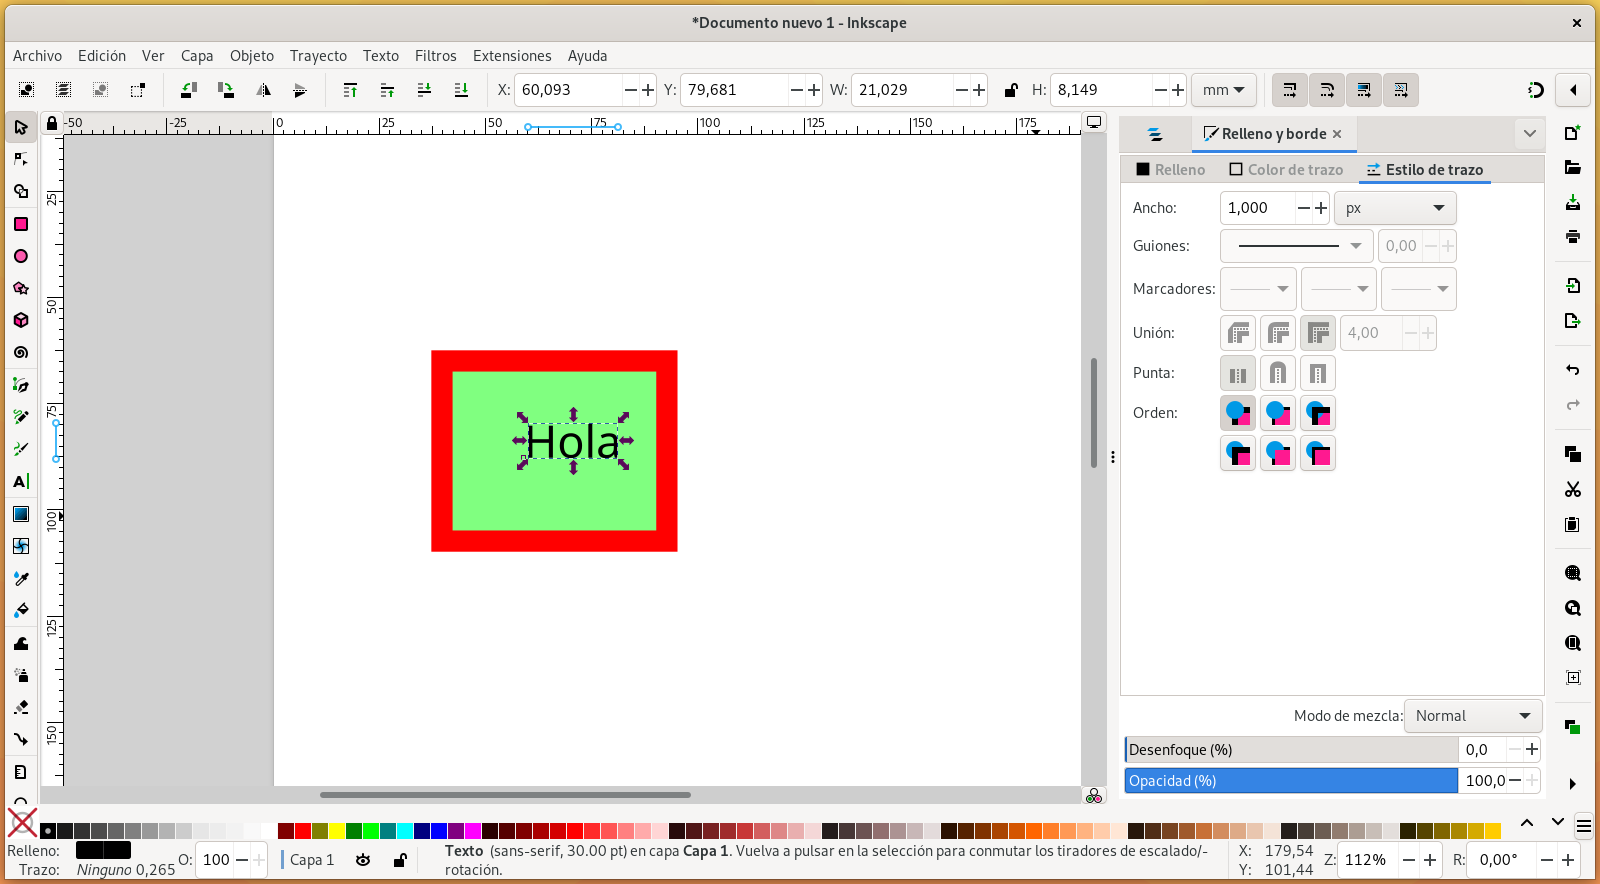 *Documento nuevo 1 - Inkscape
Archivo Edición Ver Capa Objeto Trayecto Texto Filtros Extensiones Ayuda
X: 60,093 Y: 79,681 W: 21,029 H: 8,149 mm
-50 -25 0 25 50 75 100 125 150 175
25
50
75
100
125
150
Hola
Relleno y borde
Relleno Color de trazo Estilo de trazo
Ancho: 1,000 px
Guiones: 0,00
Marcadores:
Unión: 4,00
Punta:
Orden:
Modo de mezcla: Normal
Desenfoque (%) 0,0
Opacidad (%) 100,0
Relleno:
Trazo: Ninguno 0,265
O: 100
Capa 1
Texto (sans-serif, 30.00 pt) en capa Capa 1. Vuelva a pulsar en la selección para conmutar los tiradores de escalado/-
rotación.
X: 179,54
Y: 101,44
Z: 112% R: 0,00°